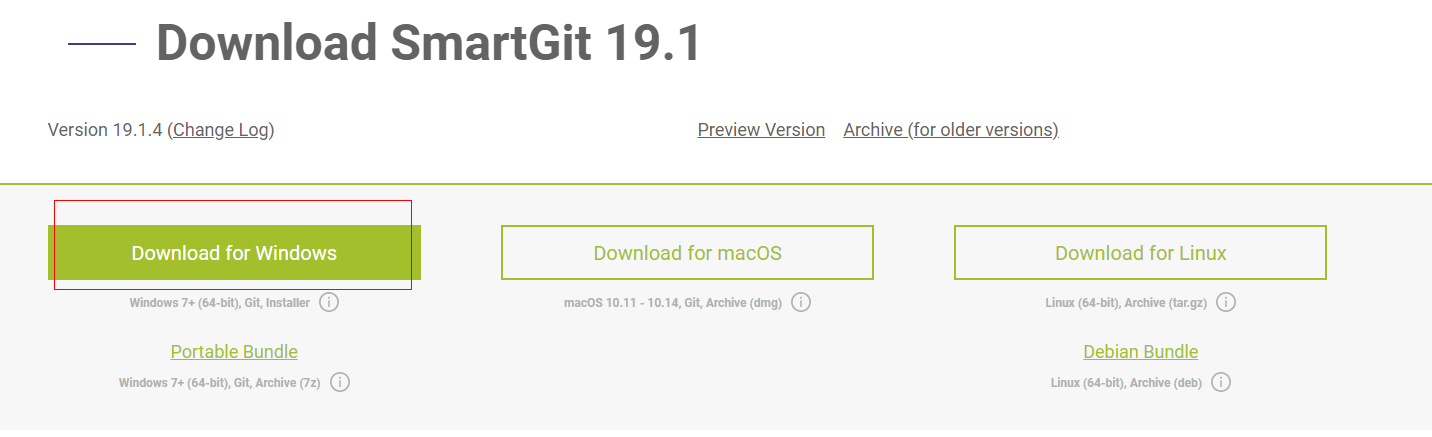 Download SmartGit 19.1
Version 19.1.4 (Change Log)
Preview Version
Archive (for older versions)
Download for Windows
Windows 7+ (64-bit), Git, Installer
Portable Bundle
Windows 7+ (64-bit), Git, Archive (7z)
Download for macOS
macOS 10.11 - 10.14, Git, Archive (dmg)
Download for Linux
Linux (64-bit), Archive (tar.gz)
Debian Bundle
Linux (64-bit), Archive (deb)